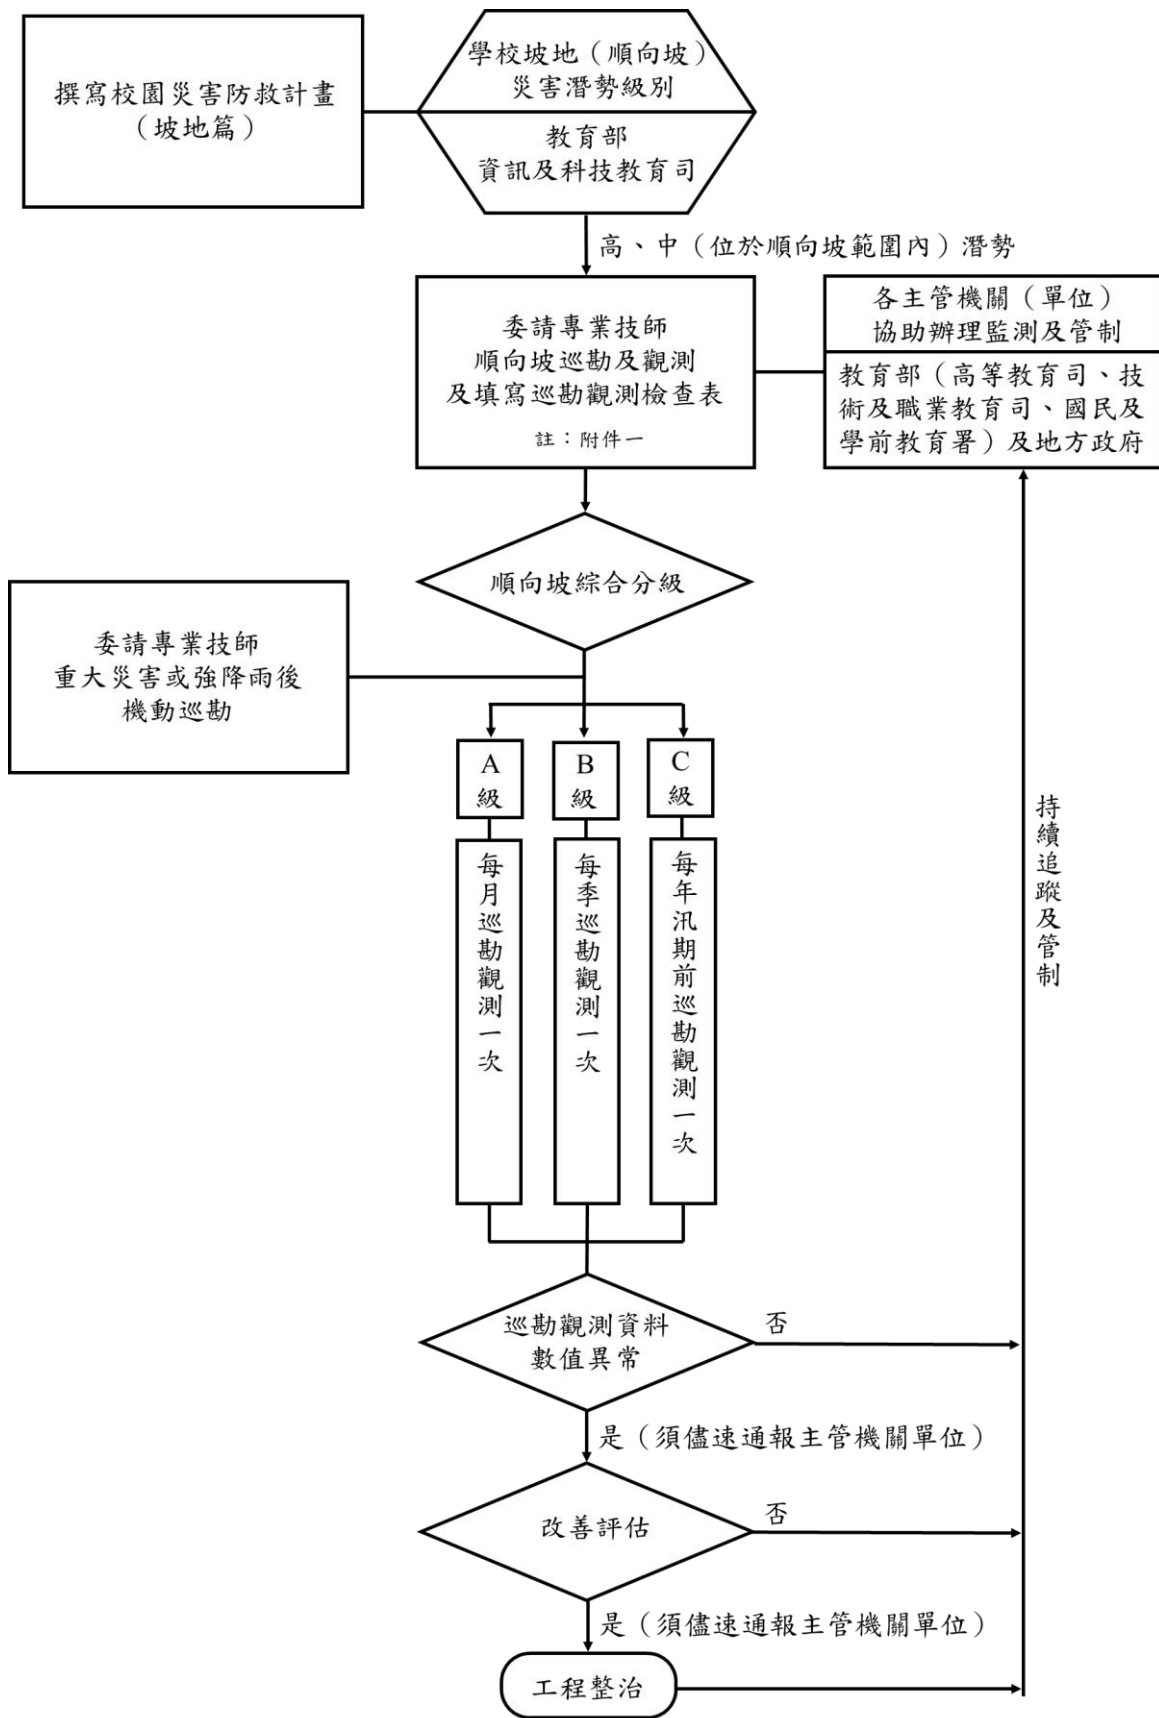 撰寫校園災害防救計畫
（坡地篇）
學校坡地（順向坡）
災害潛勢級別
教育部
資訊及科技教育司
高、中（位於順向坡範圍內）潛勢
委請專業技師
順向坡巡勘及觀測
及填寫巡勘觀測檢查表
註：附件一
各主管機關（單位）
協助辦理監測及管制
教育部（高等教育司、技
術及職業教育司、國民及
學前教育署）及地方政府
順向坡綜合分級
委請專業技師
重大災害或強降雨後
機動巡勘
A
級
B
級
C
級
每月巡勘觀測一次
每季巡勘觀測一次
每年汛期前巡勘觀測一次
持續追蹤及管制
巡勘觀測資料
數值異常
否
是（須儘速通報主管機關單位）
改善評估
否
是（須儘速通報主管機關單位）
工程整治